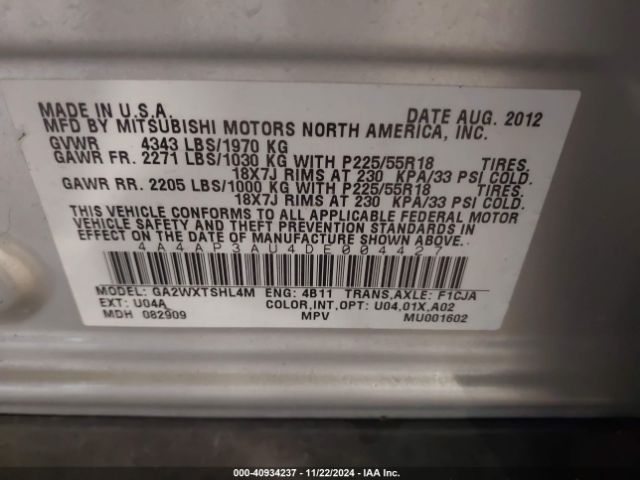 MADE IN U.S.A. DATE AUG. 2012
MFD BY MITSUBISHI MOTORS NORTH AMERICA, INC.
GVWR 4343 LBS/1970 KG
GAWR FR. 2271 LBS/1030 KG WITH P225/55R18 TIRES.
18X7J RIMS AT 230 KPA/33 PSI COLD.
GAWR RR. 2205 LBS/1000 KG WITH P225/55R18 TIRES.
18X7J RIMS AT 230 KPA/33 PSI COLD.
THIS VEHICLE CONFORMS TO ALL APPLICABLE FEDERAL MOTOR
VEHICLE SAFETY AND THEFT PREVENTION STANDARDS IN
EFFECT ON THE DATE OF MANUFACTURE SHOWN ABOVE.
4A4AP3AU4DE004427
MODEL: GA2WXTSHL4M ENG: 4B11 TRANS,AXLE: F1CJA
EXT: U04A COLOR,INT,OPT: U04,01X,A02
MDH 082909 MPV MU001602
000-40934237 - 11/22/2024 - IAA Inc.